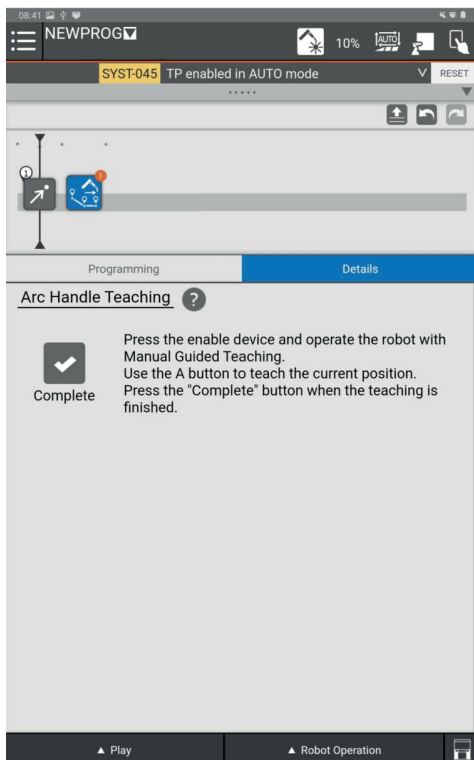 08:41
NEWPROG
10%
AUTO
SYST-045 TP enabled in AUTO mode
RESET
1
!
Programming
Details
Arc Handle Teaching ?
Press the enable device and operate the robot with
Manual Guided Teaching.
Use the A button to teach the current position.
Press the "Complete" button when the teaching is
finished.
Complete
Play
Robot Operation